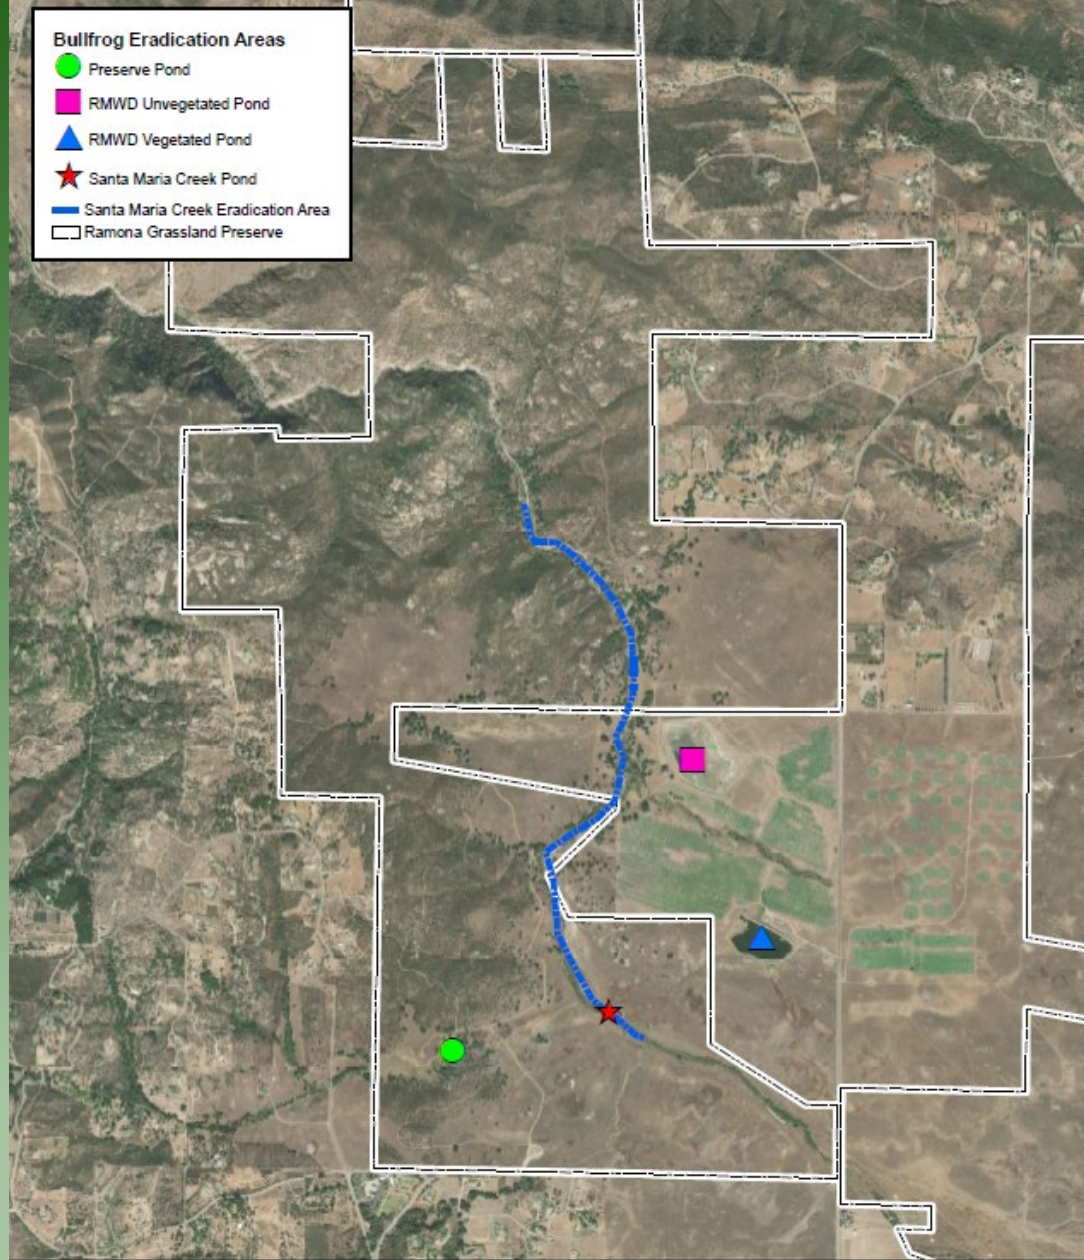 Bullfrog Eradication Areas
Preserve Pond
RMWD Unvegetated Pond
RMWD Vegetated Pond
Santa Maria Creek Pond
Santa Maria Creek Eradication Area
Ramona Grassland Preserve